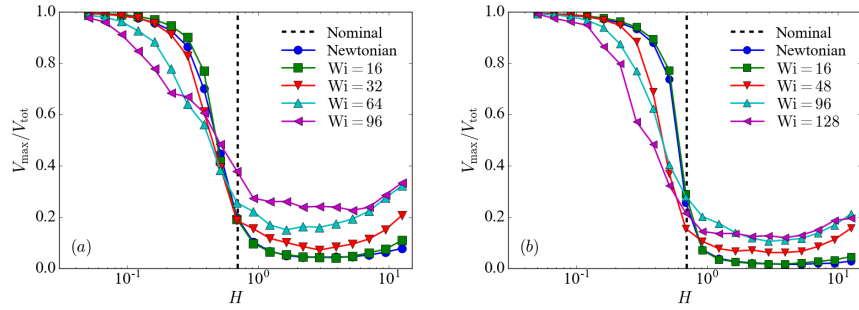 1.0
0.8
0.6
0.4
0.2
0.0
V_max/V_tot
10^-1
10^0
10^1
H
(a)
Nominal
Newtonian
Wi = 16
Wi = 32
Wi = 64
Wi = 96
1.0
0.8
0.6
0.4
0.2
0.0
V_max/V_tot
10^-1
10^0
10^1
H
(b)
Nominal
Newtonian
Wi = 16
Wi = 48
Wi = 96
Wi = 128